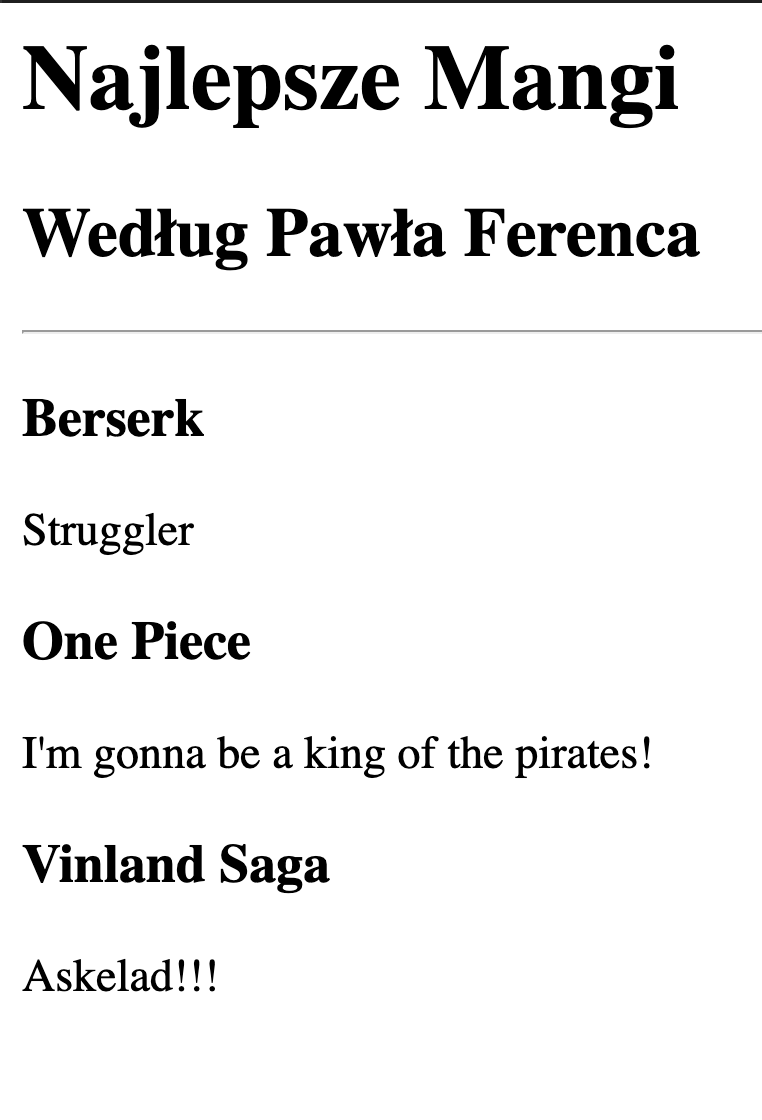 Najlepsze Mangi
Według Pawła Ferenca
Berserk
Struggler
One Piece
I'm gonna be a king of the pirates!
Vinland Saga
Askelad!!!